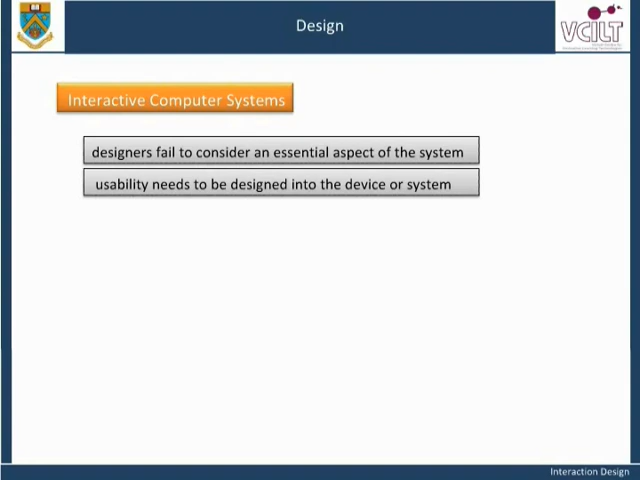 Design
VCILT
Interactive Computer Systems
designers fail to consider an essential aspect of the system
usability needs to be designed into the device or system
Interaction Design